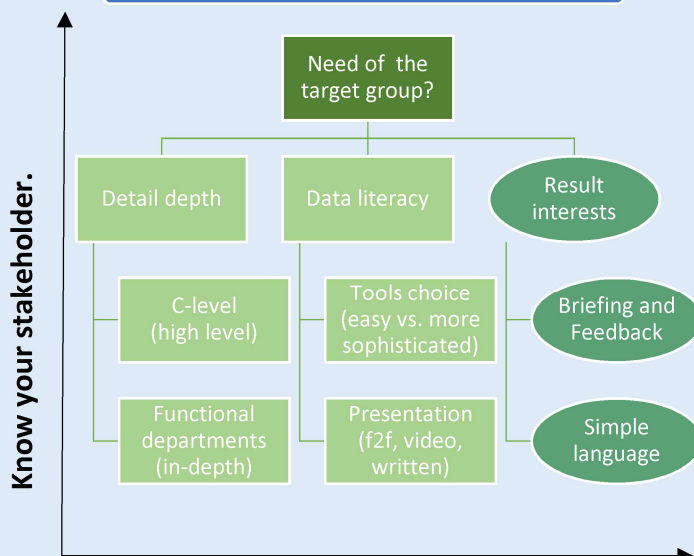 Know your stakeholder.
Need of the
target group?
Detail depth
Data literacy
Result
interests
C-level
(high level)
Tools choice
(easy vs. more
sophisticated)
Briefing and
Feedback
Functional
departments
(in-depth)
Presentation
(f2f, video,
written)
Simple
language